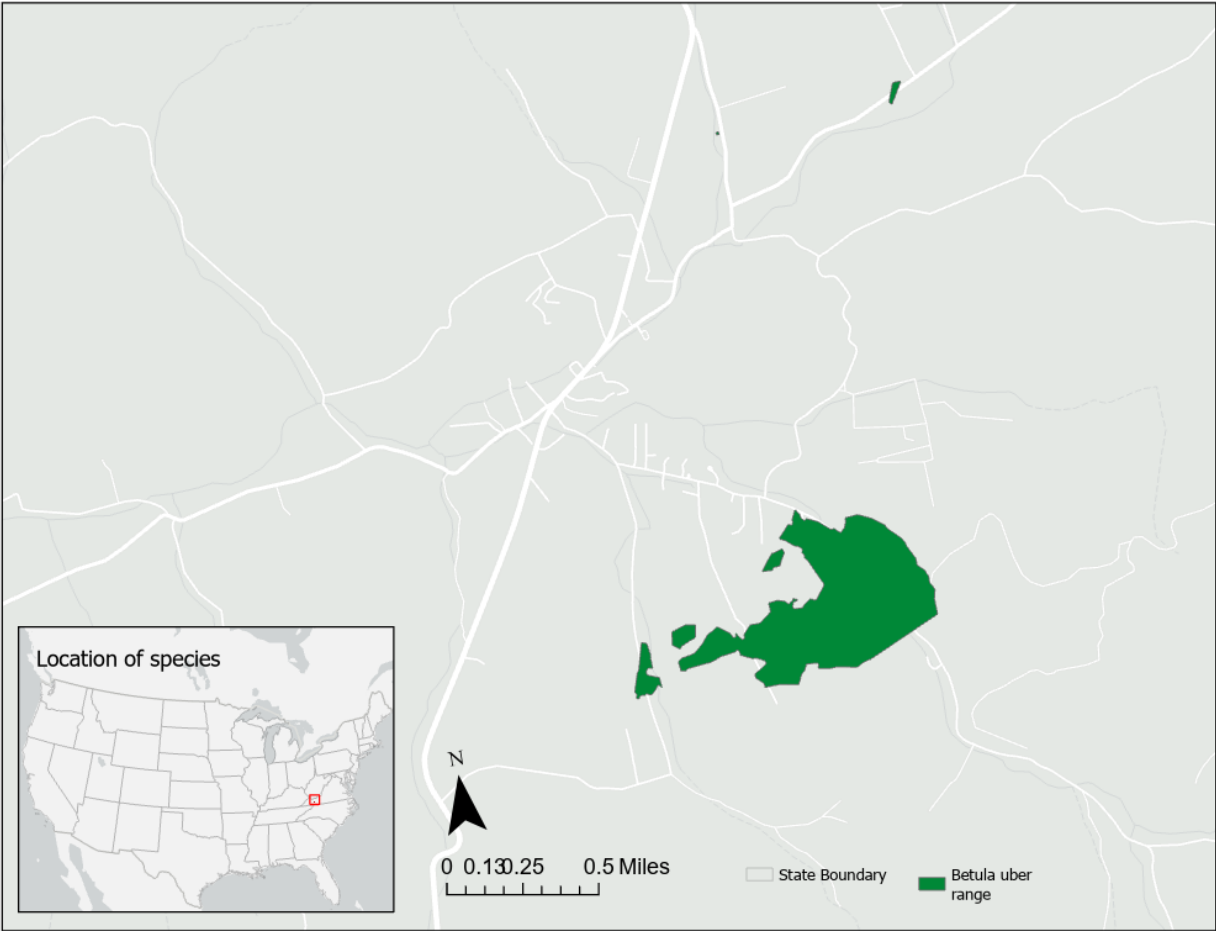 Location of species
N
0 0.130.25 0.5 Miles
State Boundary
Betula uber
range